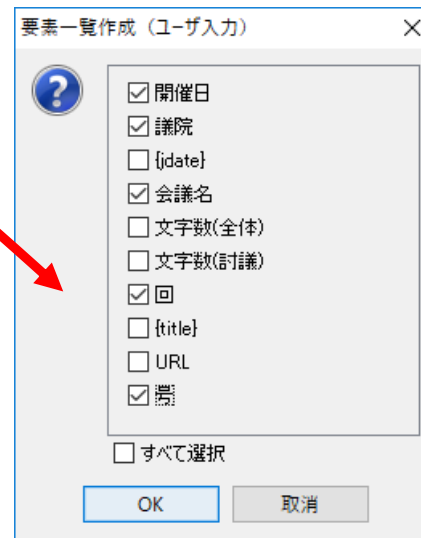 要素一覧作成（ユーザ入力）
開催日
議院
{jdate}
会議名
文字数(全体)
文字数(討議)
回
{title}
URL
号
すべて選択
OK
取消